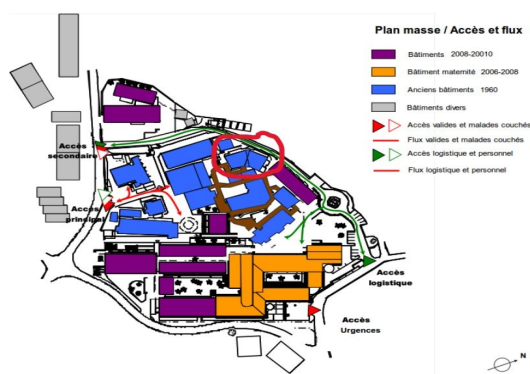 Plan masse / Accès et flux
Bâtiments 2008-20010
Bâtiment maternité 2006-2008
Anciens bâtiments 1960
Bâtiments divers
Accès valides et malades couchés
Flux valides et malades couchés
Accès logistique et personnel
Flux logistique et personnel
Accès
secondaire
Accès
principal
Accès
logistique
Accès
Urgences
N